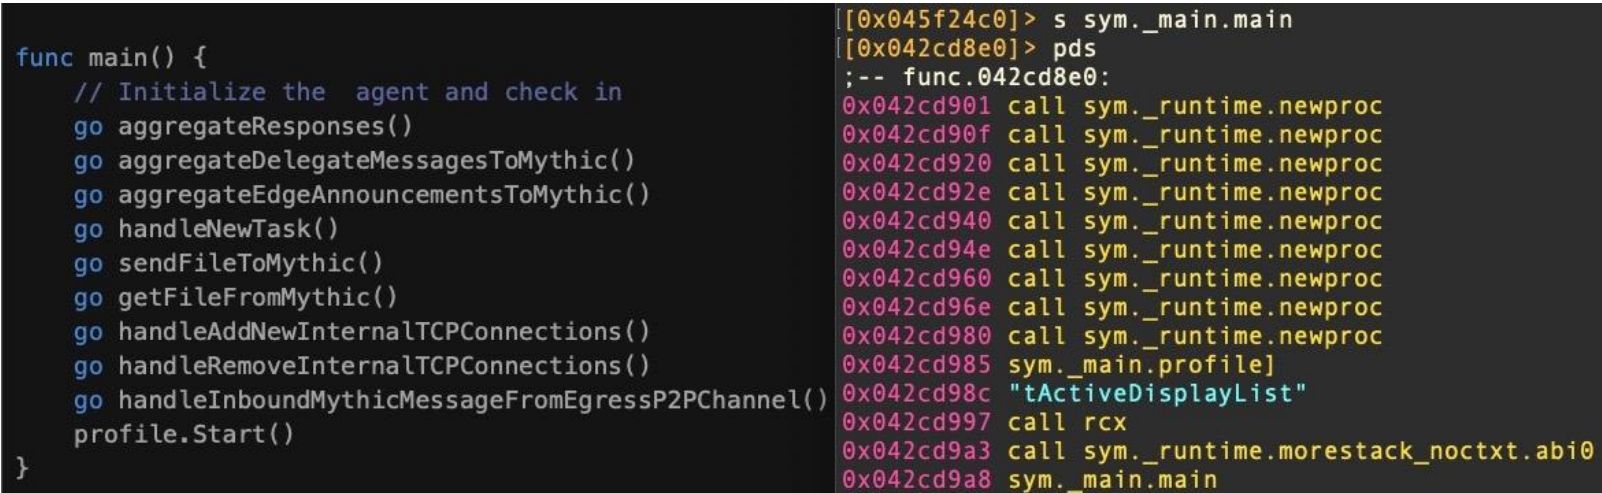 func main() {
// Initialize the  agent and check in
go aggregateResponses()
go aggregateDelegateMessagesToMythic()
go aggregateEdgeAnnouncementsToMythic()
go handleNewTask()
go sendFileToMythic()
go getFileFromMythic()
go handleAddNewInternalTCPConnections()
go handleRemoveInternalTCPConnections()
go handleInboundMythicMessageFromEgressP2PChannel()
profile.Start()
}
[[0x045f24c0]> s sym._main.main
[[0x042cd8e0]> pds
;-- func.042cd8e0:
0x042cd901 call sym._runtime.newproc
0x042cd90f call sym._runtime.newproc
0x042cd920 call sym._runtime.newproc
0x042cd92e call sym._runtime.newproc
0x042cd940 call sym._runtime.newproc
0x042cd94e call sym._runtime.newproc
0x042cd960 call sym._runtime.newproc
0x042cd96e call sym._runtime.newproc
0x042cd980 call sym._runtime.newproc
0x042cd985 sym._main.profile]
0x042cd98c "tActiveDisplayList"
0x042cd997 call rcx
0x042cd9a3 call sym._runtime.morestack_noctxt.abi0
0x042cd9a8 sym._main.main